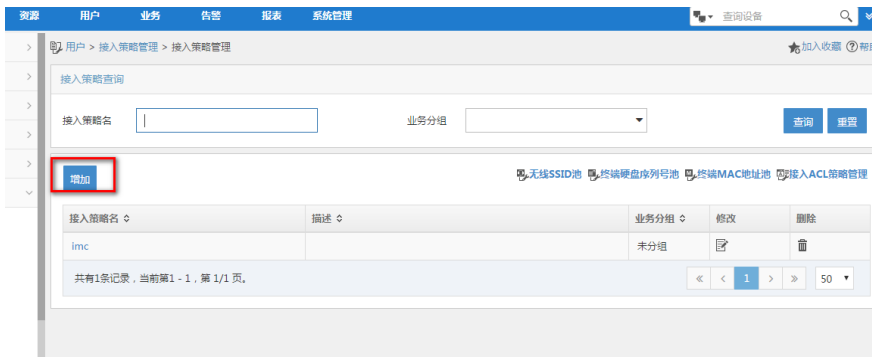 资源 用户 业务 告警 报表 系统管理 查询设备
用户 > 接入策略管理 > 接入策略管理 加入收藏 ?帮
接入策略查询
接入策略名 业务分组 查询 重置
增加 无线SSID池 终端硬盘序列号池 终端MAC地址池 接入ACL策略管理
接入策略名 描述 业务分组 修改 删除
imc 未分组
共有1条记录，当前第1 - 1，第 1/1 页。 « < 1 > » 50